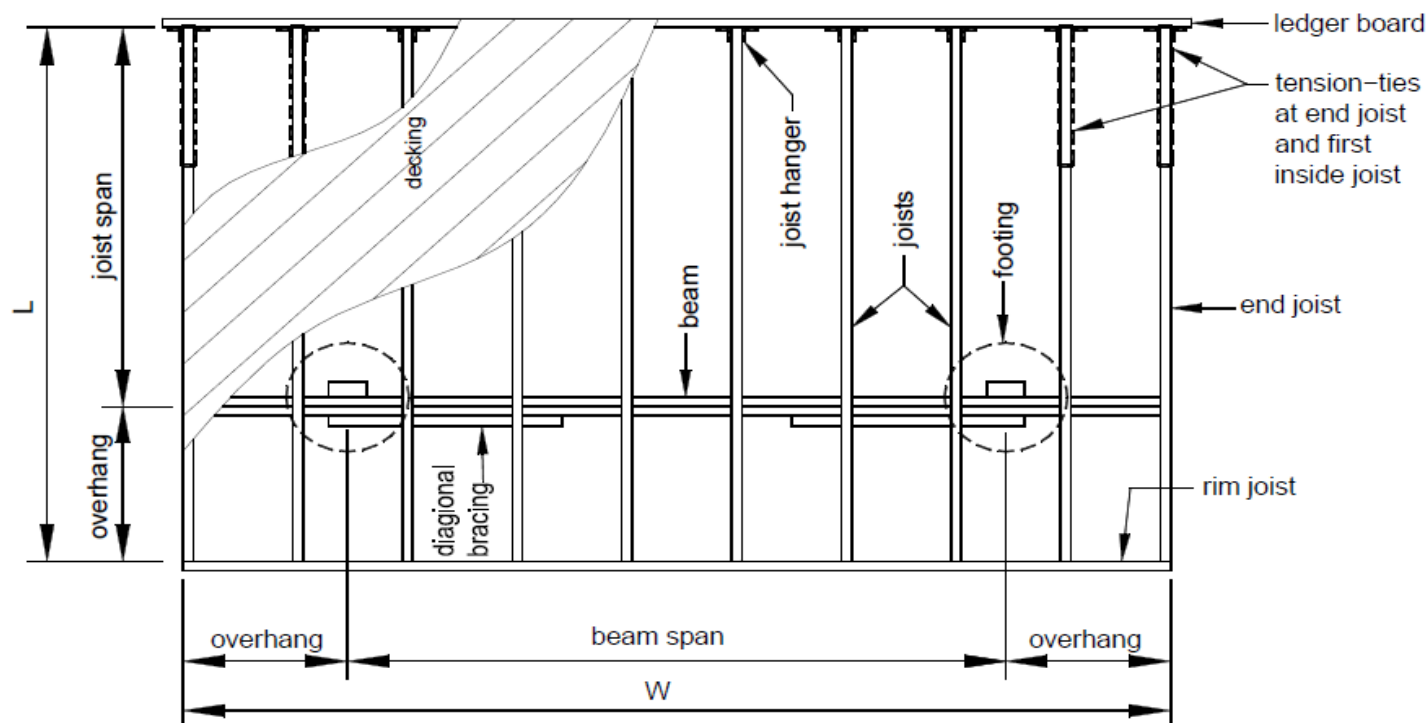 ledger board
tension-ties
at end joist
and first
inside joist
decking
joist hanger
joists
footing
joist span
L
beam
end joist
overhang
diagional
bracing
rim joist
overhang
beam span
overhang
W